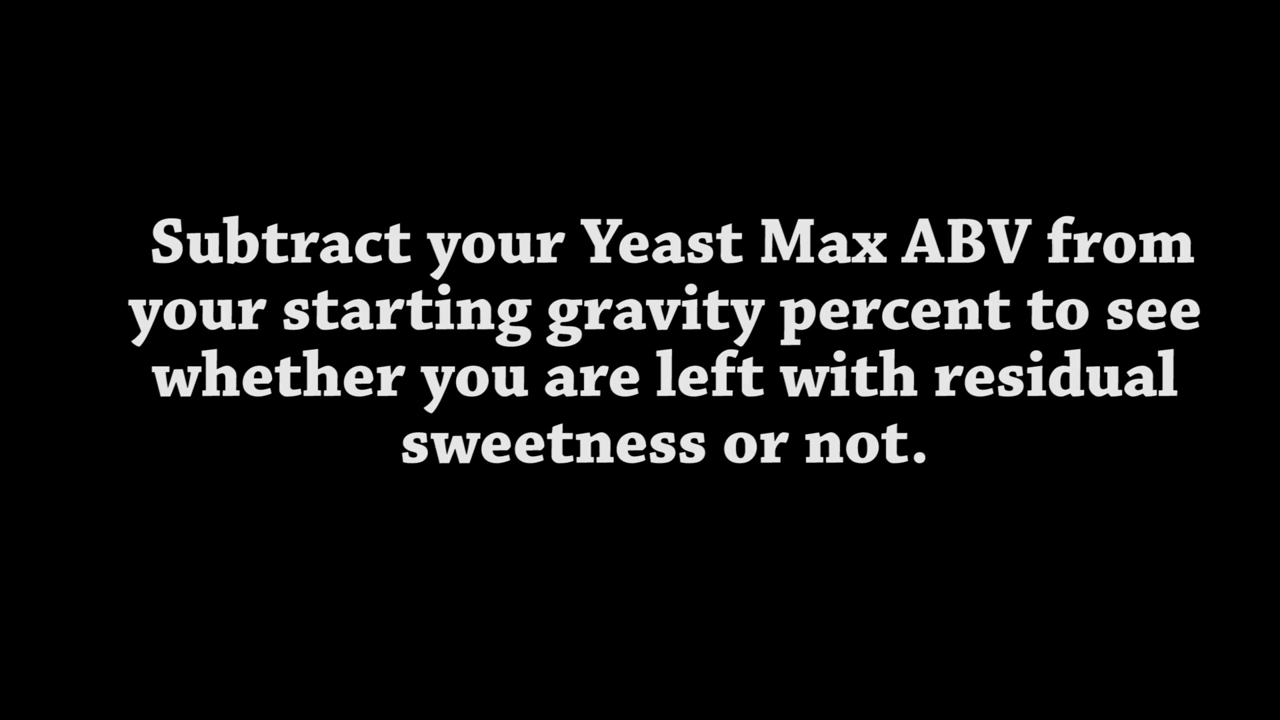 Subtract your Yeast Max ABV from
your starting gravity percent to see
whether you are left with residual
sweetness or not.